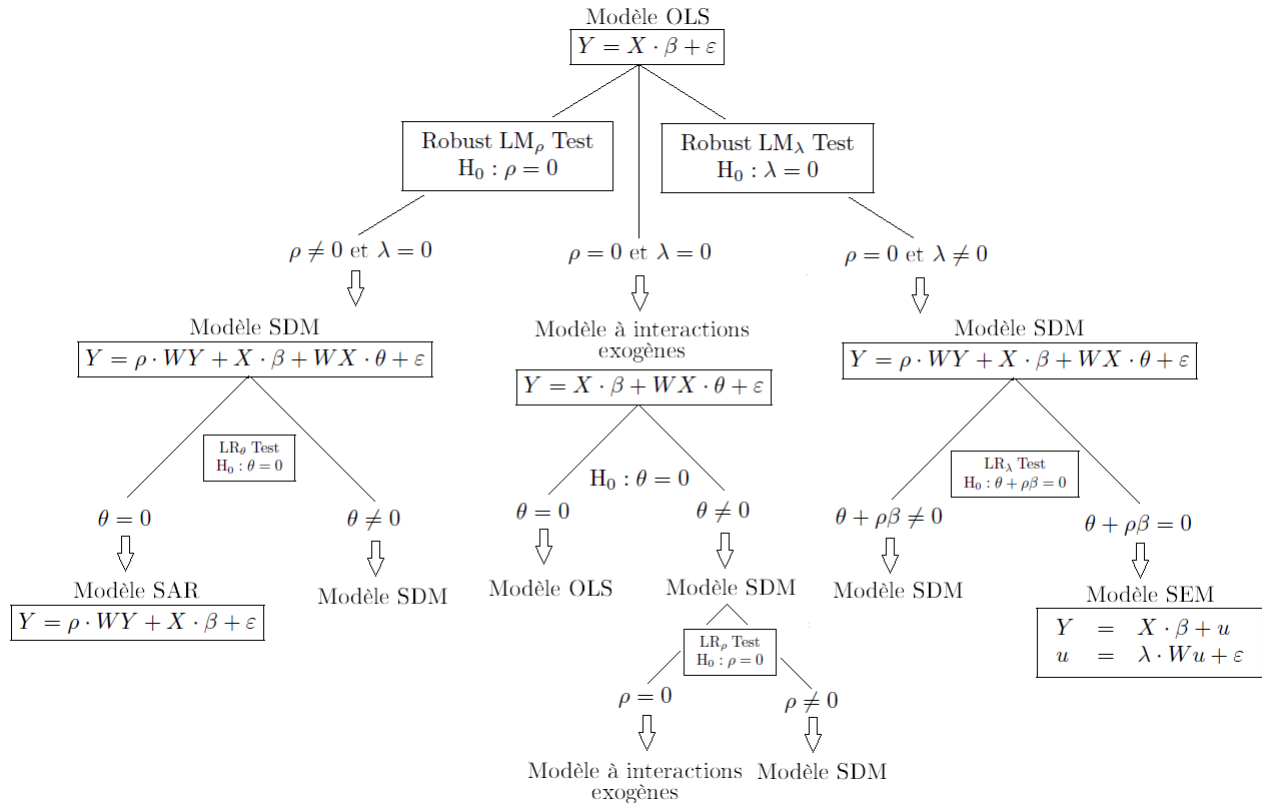 Modèle OLS
Y = X · β + ε
Robust LMρ Test
H0 : ρ = 0
Robust LMλ Test
H0 : λ = 0
ρ ≠ 0 et λ = 0
ρ = 0 et λ = 0
ρ = 0 et λ ≠ 0
Modèle SDM
Y = ρ · WY + X · β + WX · θ + ε
Modèle à interactions
exogènes
Y = X · β + WX · θ + ε
Modèle SDM
Y = ρ · WY + X · β + WX · θ + ε
LRθ Test
H0 : θ = 0
H0 : θ = 0
LRλ Test
H0 : θ + ρβ = 0
θ = 0
θ ≠ 0
θ = 0
θ ≠ 0
θ + ρβ ≠ 0
θ + ρβ = 0
Modèle SAR
Y = ρ · WY + X · β + ε
Modèle SDM
Modèle OLS
Modèle SDM
Modèle SDM
Modèle SEM
Y = X · β + u
u = λ · Wu + ε
LRρ Test
H0 : ρ = 0
ρ = 0
ρ ≠ 0
Modèle à interactions
exogènes
Modèle SDM